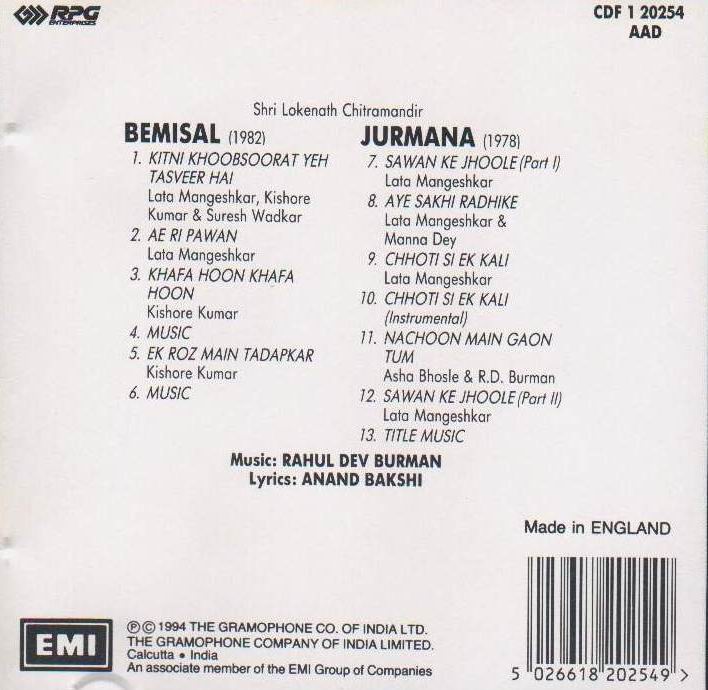 RPG
ENTERPRISES
CDF 1 20254
AAD
Shri Lokenath Chitramandir
BEMISAL (1982)
1. KITNI KHOOBSOORAT YEH
TASVEER HAI
Lata Mangeshkar, Kishore
Kumar & Suresh Wadkar
2. AE RI PAWAN
Lata Mangeshkar
3. KHAFA HOON KHAFA
HOON
Kishore Kumar
4. MUSIC
5. EK ROZ MAIN TADAPKAR
Kishore Kumar
6. MUSIC
JURMANA (1978)
7. SAWAN KE JHOOLE (Part I)
Lata Mangeshkar
8. AYE SAKHI RADHIKE
Lata Mangeshkar &
Manna Dey
9. CHHOTI SI EK KALI
Lata Mangeshkar
10. CHHOTI SI EK KALI
(Instrumental)
11. NACHOON MAIN GAON
TUM
Asha Bhosle & R.D. Burman
12. SAWAN KE JHOOLE (Part II)
Lata Mangeshkar
13. TITLE MUSIC
Music: RAHUL DEV BURMAN
Lyrics: ANAND BAKSHI
Made in ENGLAND
EMI
℗© 1994 THE GRAMOPHONE CO. OF INDIA LTD.
THE GRAMOPHONE COMPANY OF INDIA LIMITED.
Calcutta • India
An associate member of the EMI Group of Companies
5 026618 202549 >